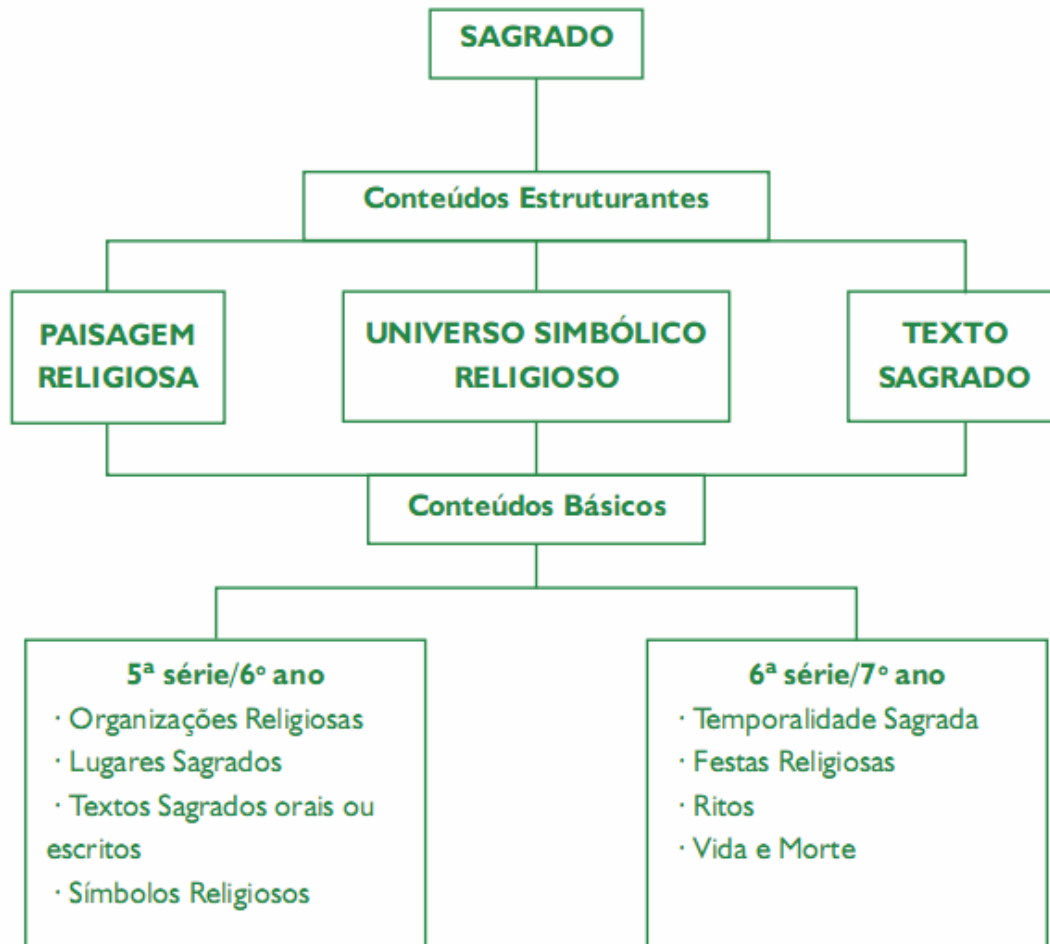 SAGRADO
Conteúdos Estruturantes
PAISAGEM
RELIGIOSA
UNIVERSO SIMBÓLICO
RELIGIOSO
TEXTO
SAGRADO
Conteúdos Básicos
5ª série/6º ano
· Organizações Religiosas
· Lugares Sagrados
· Textos Sagrados orais ou
escritos
· Símbolos Religiosos
6ª série/7º ano
· Temporalidade Sagrada
· Festas Religiosas
· Ritos
· Vida e Morte